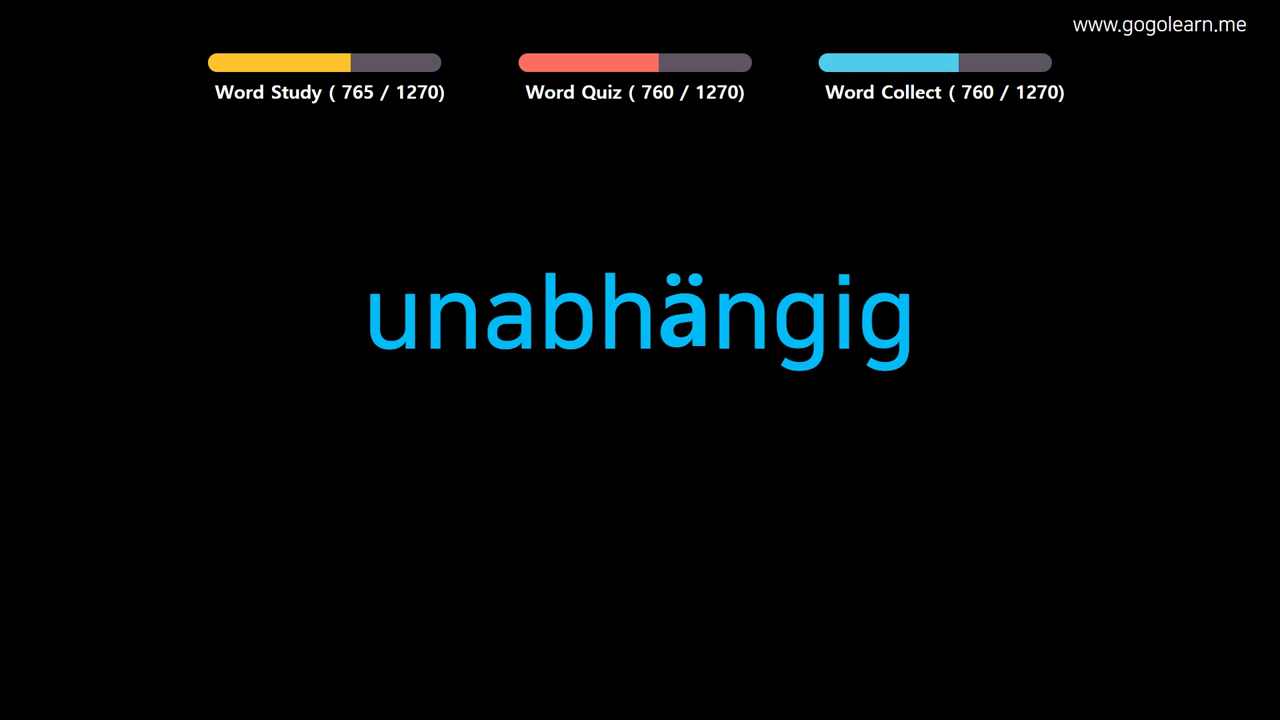 www.gogolearn.me
Word Study ( 765 / 1270)
Word Quiz ( 760 / 1270)
Word Collect ( 760 / 1270)
unabhängig